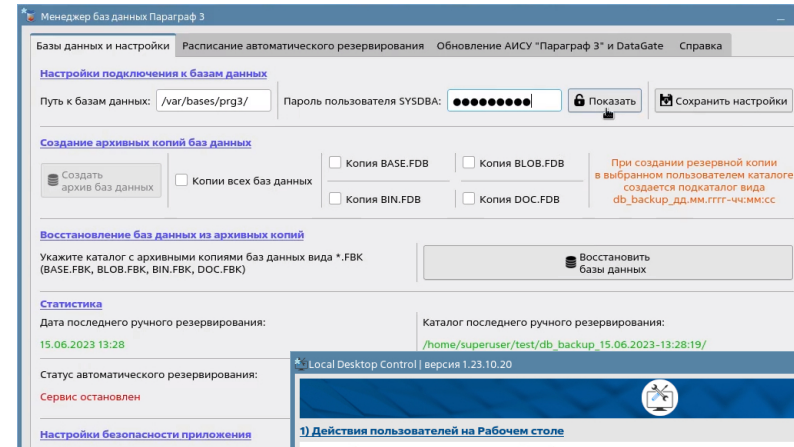 Менеджер баз данных Параграф 3
Базы данных и настройки Расписание автоматического резервирования Обновление АИСУ "Параграф 3" и DataGate Справка
Настройки подключения к базам данных
Путь к базам данных: /var/bases/prg3/ Пароль пользователя SYSDBA: ●●●●●●●●● Показать Сохранить настройки
Создание архивных копий баз данных
Создать
архив баз данных
Копии всех баз данных
Копия BASE.FDB Копия BLOB.FDB
Копия BIN.FDB Копия DOC.FDB
При создании резервной копии
в выбранном пользователем каталоге
создается подкаталог вида
db_backup_дд.мм.гггг-чч:мм:сс
Восстановление баз данных из архивных копий
Укажите каталог с архивными копиями баз данных вида *.FBK
(BASE.FBK, BLOB.FBK, BIN.FBK, DOC.FBK)
Восстановить
базы данных
Статистика
Дата последнего ручного резервирования: Каталог последнего ручного резервирования:
15.06.2023 13:28 /home/superuser/test/db_backup_15.06.2023-13:28:19/
Статус автоматического резервирования:
Сервис остановлен
Настройки безопасности приложения
Local Desktop Control | версия 1.23.10.20
1) Действия пользователей на Рабочем столе